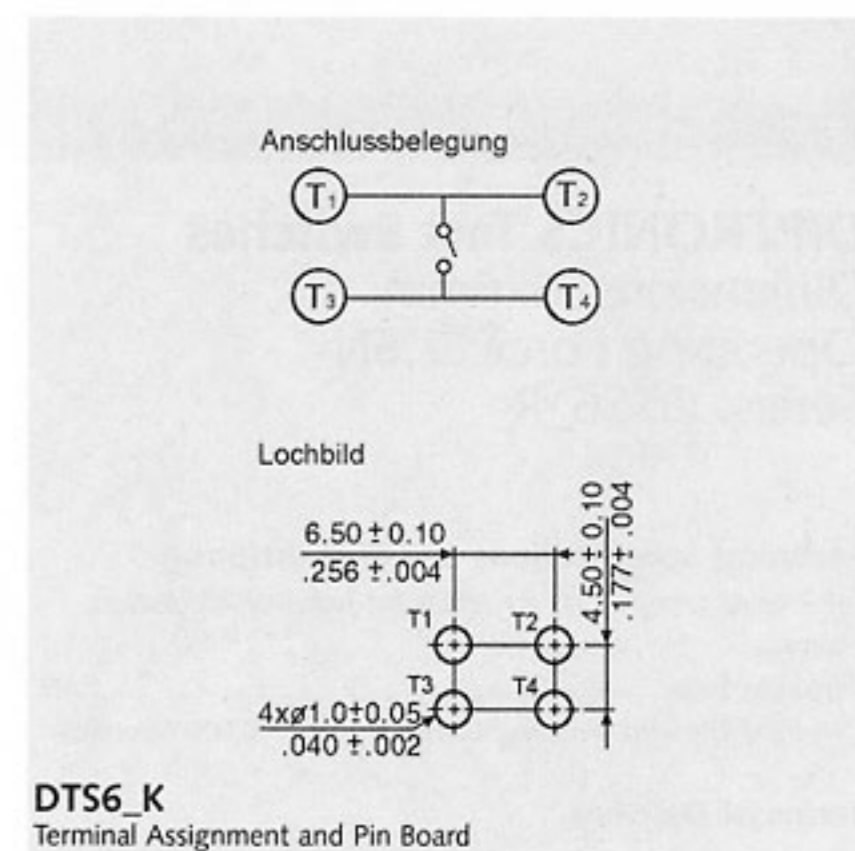 Anschlussbelegung
T1 T2
T3 T4
Lochbild
6.50 ± 0.10
.256 ±.004
4.50 ± 0.10
.177 ± .004
T1 T2
T3 T4
4xø1.0±0.05
.040 ±.002
DTS6_K
Terminal Assignment and Pin Board